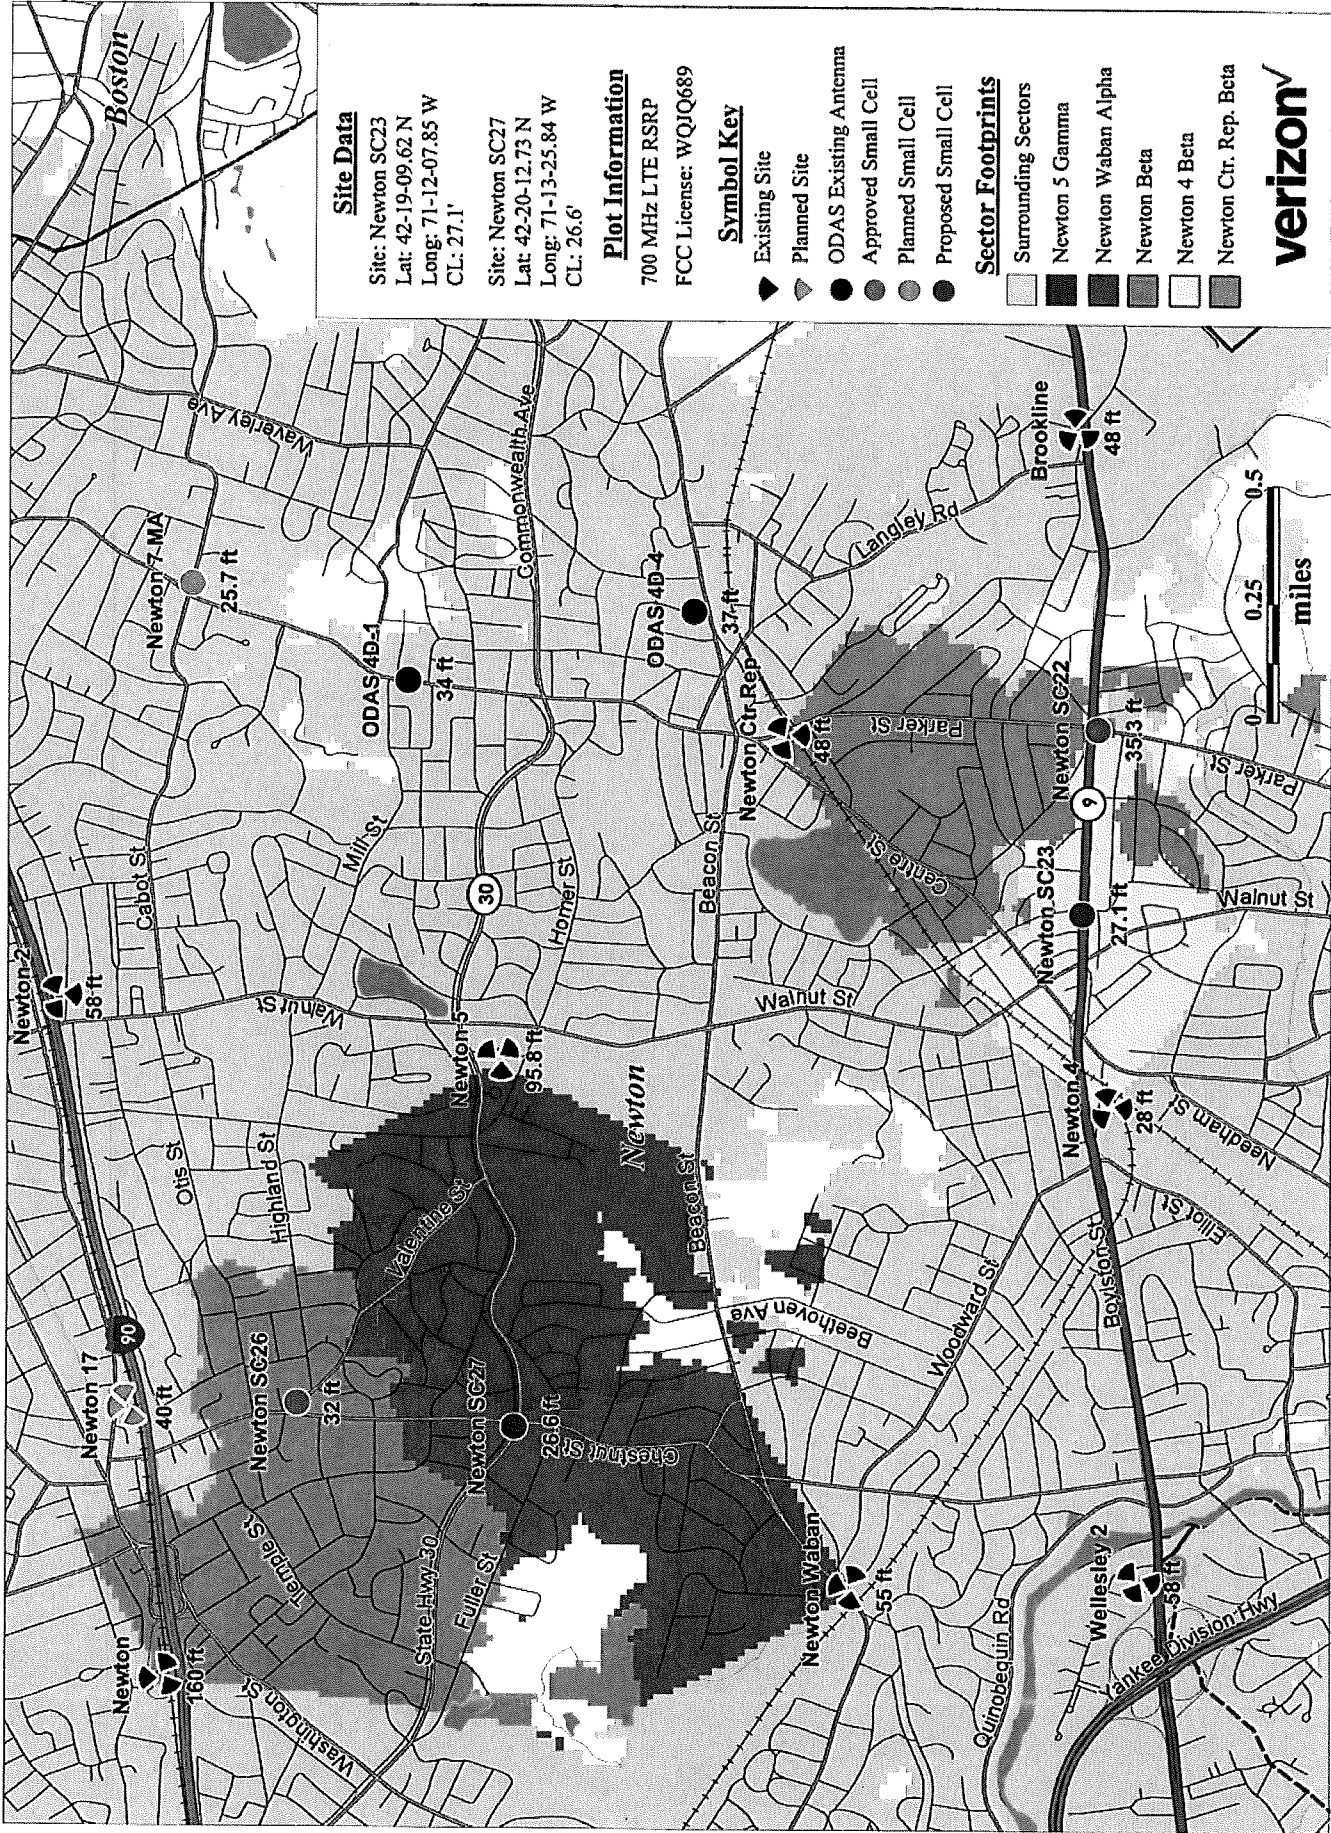 Boston
Site Data
Site: Newton SC23
Lat: 42-19-09.62 N
Long: 71-12-07.85 W
CL: 27.1'
Site: Newton SC27
Lat: 42-20-12.73 N
Long: 71-13-25.84 W
CL: 26.6'
Plot Information
700 MHz LTE RSRP
FCC License: WQJQ689
Symbol Key
Existing Site
Planned Site
ODAS Existing Antenna
Approved Small Cell
Planned Small Cell
Proposed Small Cell
Sector Footprints
Surrounding Sectors
Newton 5 Gamma
Newton Waban Alpha
Newton Beta
Newton 4 Beta
Newton Ctr. Rep. Beta
verizon✓
Newton
160 ft
Newton 17
40 ft
90
Newton 2
58 ft
Newton 7 MA
25.7 ft
Waverley Ave
Cabot St
Otis St
Highland St
Walnut St
Mill St
ODAS 4D-1
34 ft
Newton SC26
32 ft
Temple St
Washington St
Valentine St
Newton 5
95.8 ft
30
Commonwealth Ave
Homer St
State Hwy 30
Fuller St
Newton SC27
26.6 ft
Chestnut St
Newton
Beacon St
Beacon St
Walnut St
ODAS 4D-4
37 ft
Newton Ctr Rep
48 ft
Centre St
Parker St
Langley Rd
Brookline
48 ft
Newton Waban
55 ft
Beethoven Ave
Woodward St
Newton SC23
27.1 ft
Newton SC22
35.3 ft
9
Newton 4
28 ft
Boylston St
Elliot St
Needham St
Walnut St
Parker St
Quinobequin Rd
Wellesley 2
58 ft
Yankee Division Hwy
0 0.25 0.5
miles